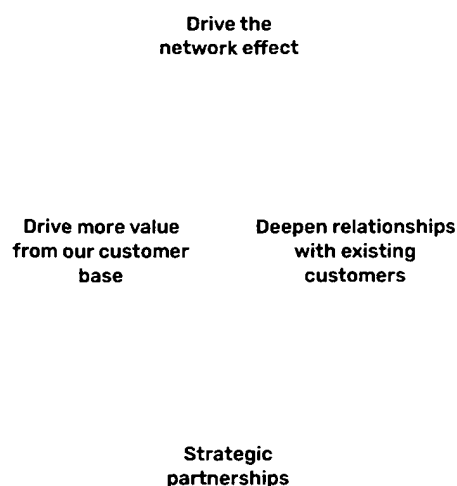 Drive the
network effect
Drive more value
from our customer
base
Deepen relationships
with existing
customers
Strategic
partnerships